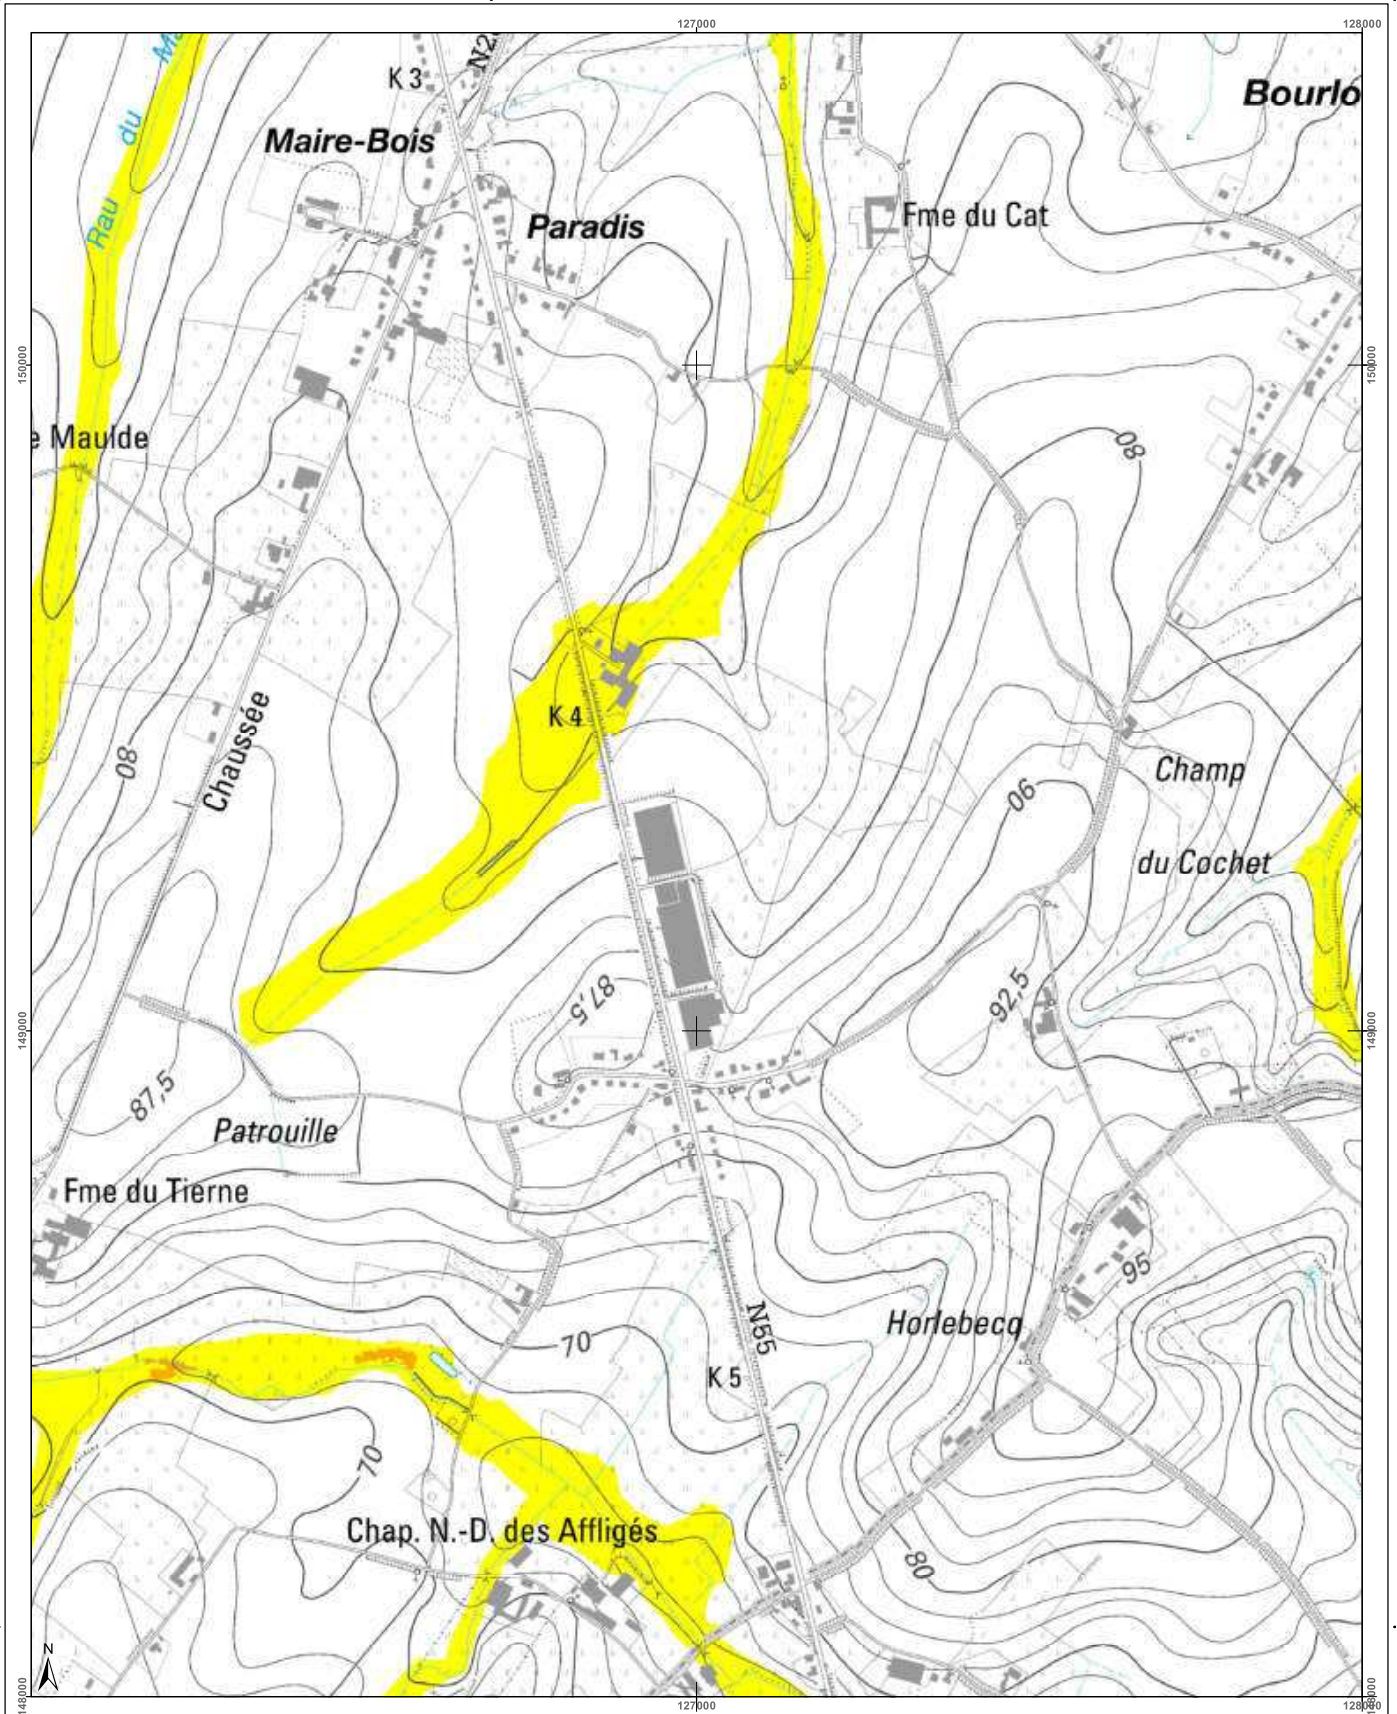 127000
128000
K 3
N2
Bourlo
Maire-Bois
Rau du Ma
Paradis
Fme du Cat
150000
150000
e Maulde
80
K 4
Chaussée
80
Champ
90
du Cochet
87,5
92,5
149000
149000
87,5
Patrouille
Fme du Tierne
95
Horlebecq
N55
70
K 5
70
Chap. N.-D. des Affligés
80
N
148000
127000
128000